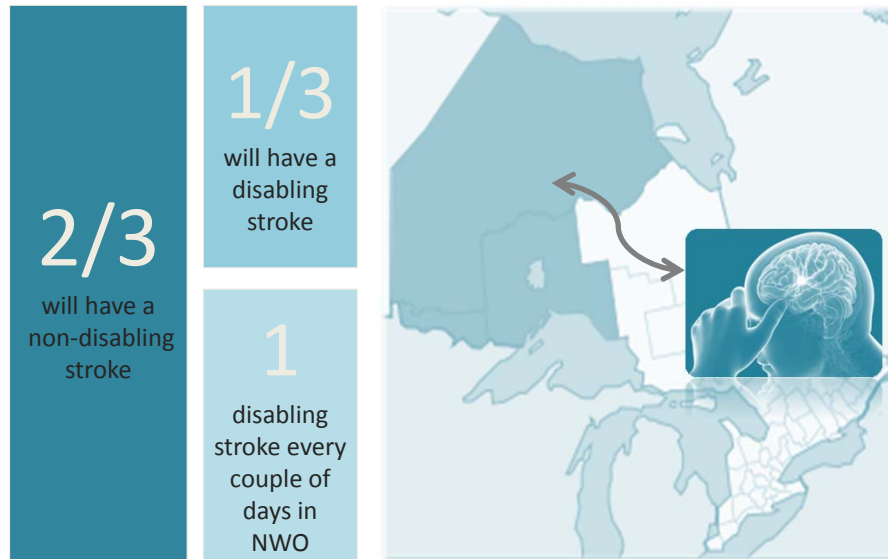 2/3
will have a
non-disabling
stroke
1/3
will have a
disabling
stroke
1
disabling
stroke every
couple of
days in
NWO